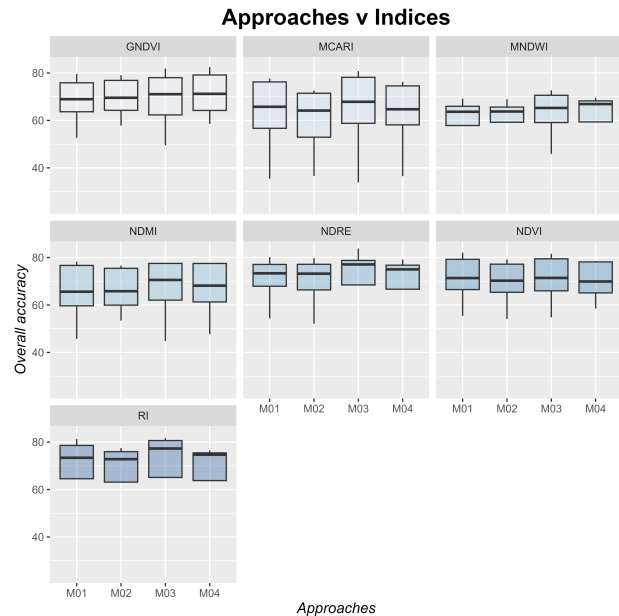 Approaches v Indices
GNDVI MCARI MNDWI
80
60
40
NDMI NDRE NDVI
80
60
40
M01 M02 M03 M04 M01 M02 M03 M04
RI
80
60
40
M01 M02 M03 M04
Overall accuracy
Approaches